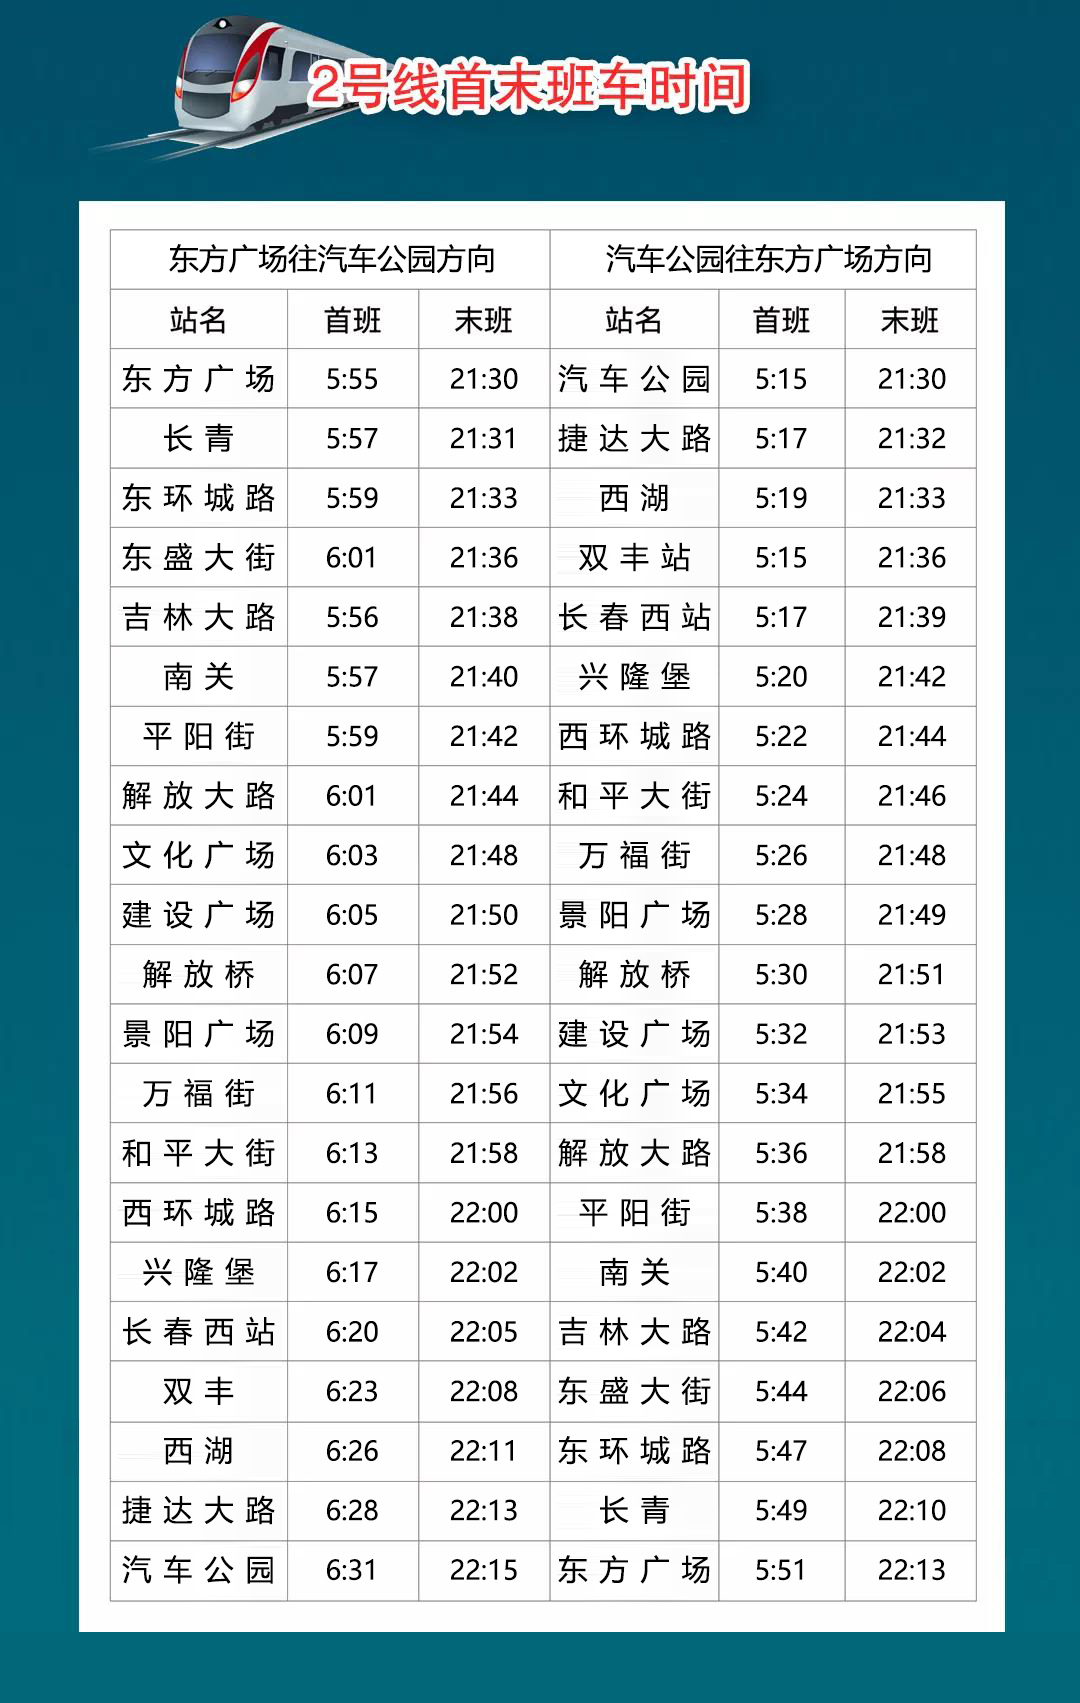 2号线首末班车时间
东方广场往汽车公园方向 汽车公园往东方广场方向
站名 首班 末班 站名 首班 末班
东方广场 5:55 21:30 汽车公园 5:15 21:30
长青 5:57 21:31 捷达大路 5:17 21:32
东环城路 5:59 21:33 西湖 5:19 21:33
东盛大街 6:01 21:36 双丰站 5:15 21:36
吉林大路 5:56 21:38 长春西站 5:17 21:39
南关 5:57 21:40 兴隆堡 5:20 21:42
平阳街 5:59 21:42 西环城路 5:22 21:44
解放大路 6:01 21:44 和平大街 5:24 21:46
文化广场 6:03 21:48 万福街 5:26 21:48
建设广场 6:05 21:50 景阳广场 5:28 21:49
解放桥 6:07 21:52 解放桥 5:30 21:51
景阳广场 6:09 21:54 建设广场 5:32 21:53
万福街 6:11 21:56 文化广场 5:34 21:55
和平大街 6:13 21:58 解放大路 5:36 21:58
西环城路 6:15 22:00 平阳街 5:38 22:00
兴隆堡 6:17 22:02 南关 5:40 22:02
长春西站 6:20 22:05 吉林大路 5:42 22:04
双丰 6:23 22:08 东盛大街 5:44 22:06
西湖 6:26 22:11 东环城路 5:47 22:08
捷达大路 6:28 22:13 长青 5:49 22:10
汽车公园 6:31 22:15 东方广场 5:51 22:13